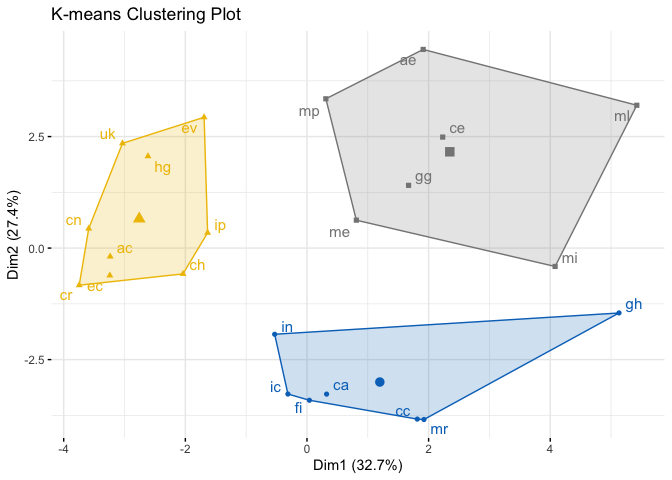 K-means Clustering Plot
ae
mp
ml
ce
uk
ev
hg
gg
cn
ip
me
ac
ch
mi
ec
cr
gh
in
ic
ca
fi
cc
mr
2.5
0.0
-2.5
-4
-2
0
2
4
Dim1 (32.7%)
Dim2 (27.4%)